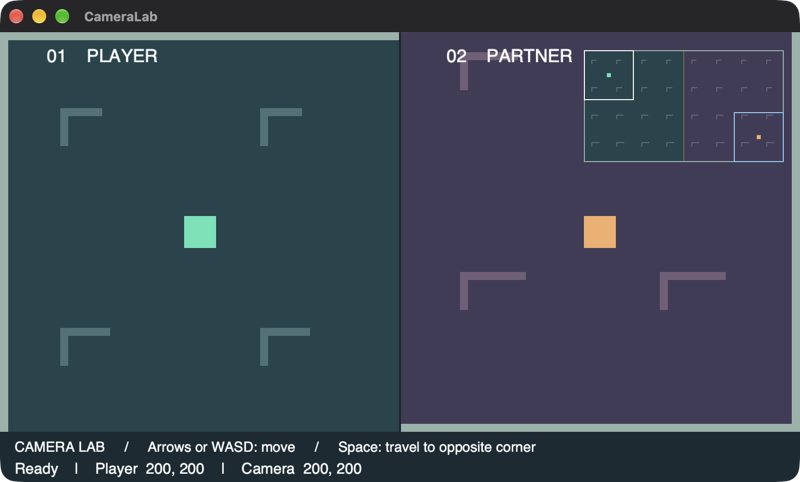 CameraLab
01 PLAYER
02 PARTNER
CAMERA LAB / Arrows or WASD: move / Space: travel to opposite corner
Ready | Player 200, 200 | Camera 200, 200